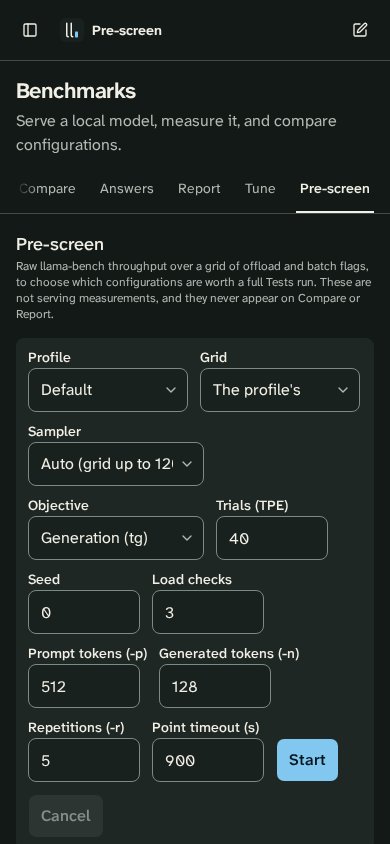 Pre-screen
Benchmarks
Serve a local model, measure it, and compare
configurations.
Compare Answers Report Tune Pre-screen
Pre-screen
Raw llama-bench throughput over a grid of offload and batch flags,
to choose which configurations are worth a full Tests run. These are
not serving measurements, and they never appear on Compare or
Report.
Profile Grid
Default The profile's
Sampler
Auto (grid up to 120
Objective Trials (TPE)
Generation (tg) 40
Seed Load checks
0 3
Prompt tokens (-p) Generated tokens (-n)
512 128
Repetitions (-r) Point timeout (s)
5 900 Start
Cancel